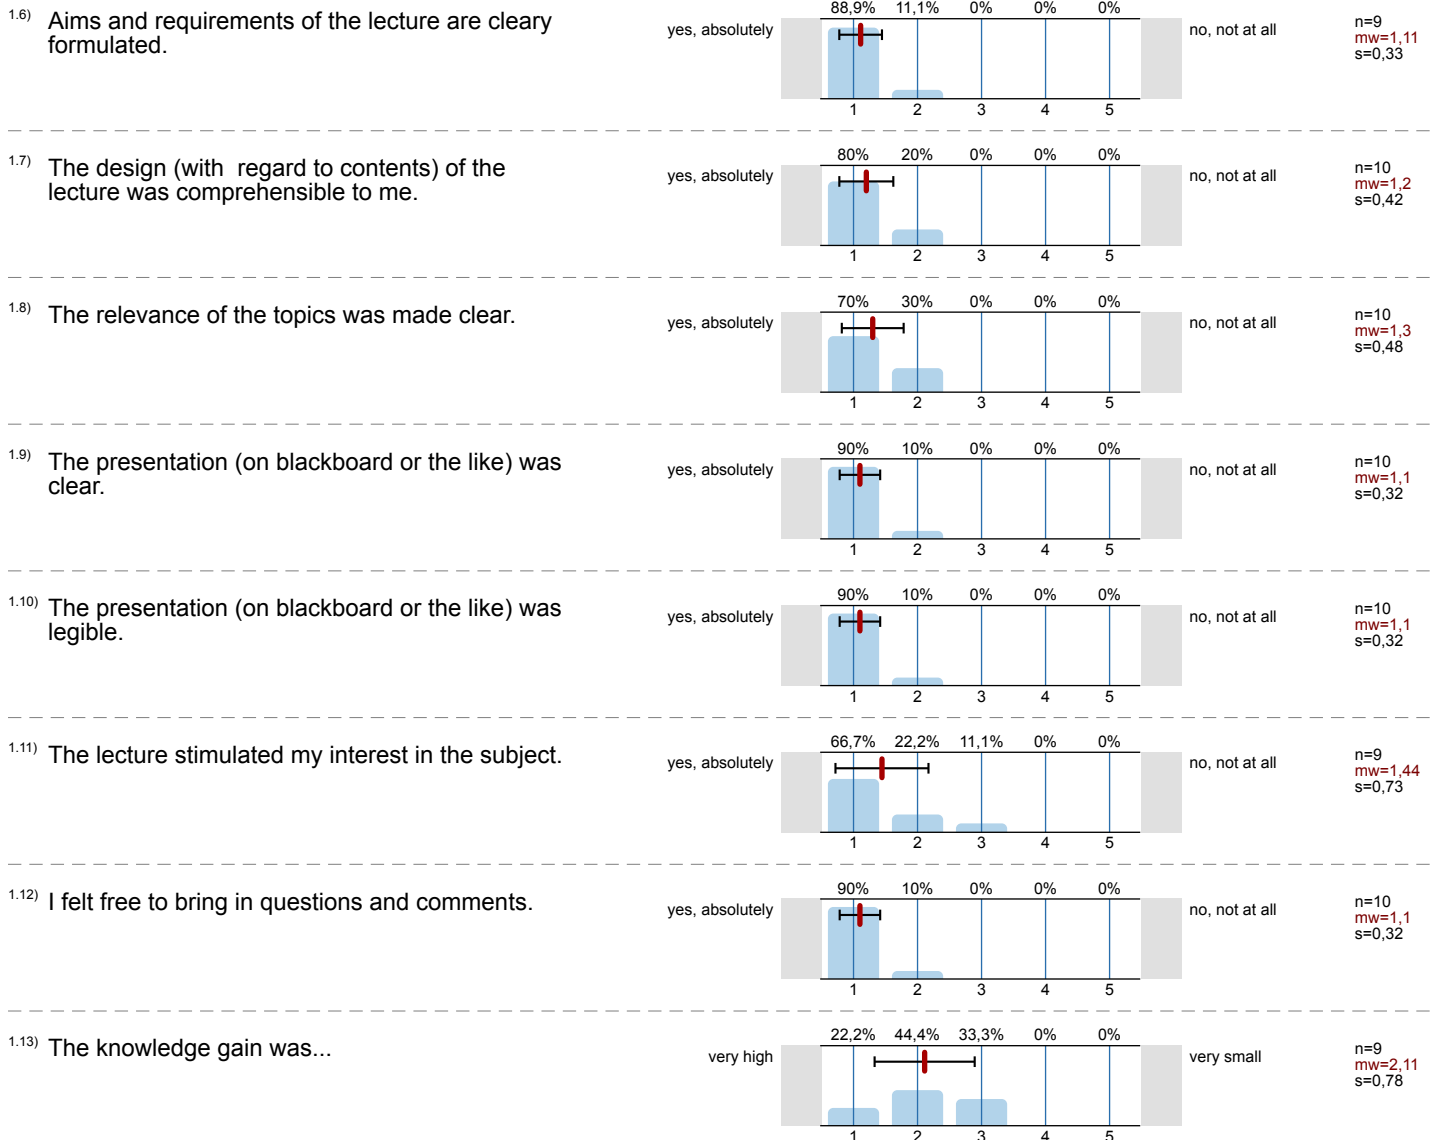 1.6) Aims and requirements of the lecture are cleary
formulated.
88,9% 11,1% 0% 0% 0%
yes, absolutely no, not at all
n=9
mw=1,11
s=0,33
1 2 3 4 5
1.7) The design (with  regard to contents) of the
lecture was comprehensible to me.
80% 20% 0% 0% 0%
yes, absolutely no, not at all
n=10
mw=1,2
s=0,42
1 2 3 4 5
1.8) The relevance of the topics was made clear.
70% 30% 0% 0% 0%
yes, absolutely no, not at all
n=10
mw=1,3
s=0,48
1 2 3 4 5
1.9) The presentation (on blackboard or the like) was
clear.
90% 10% 0% 0% 0%
yes, absolutely no, not at all
n=10
mw=1,1
s=0,32
1 2 3 4 5
1.10) The presentation (on blackboard or the like) was
legible.
90% 10% 0% 0% 0%
yes, absolutely no, not at all
n=10
mw=1,1
s=0,32
1 2 3 4 5
1.11) The lecture stimulated my interest in the subject.
66,7% 22,2% 11,1% 0% 0%
yes, absolutely no, not at all
n=9
mw=1,44
s=0,73
1 2 3 4 5
1.12) I felt free to bring in questions and comments.
90% 10% 0% 0% 0%
yes, absolutely no, not at all
n=10
mw=1,1
s=0,32
1 2 3 4 5
1.13) The knowledge gain was...
22,2% 44,4% 33,3% 0% 0%
very high very small
n=9
mw=2,11
s=0,78
1 2 3 4 5